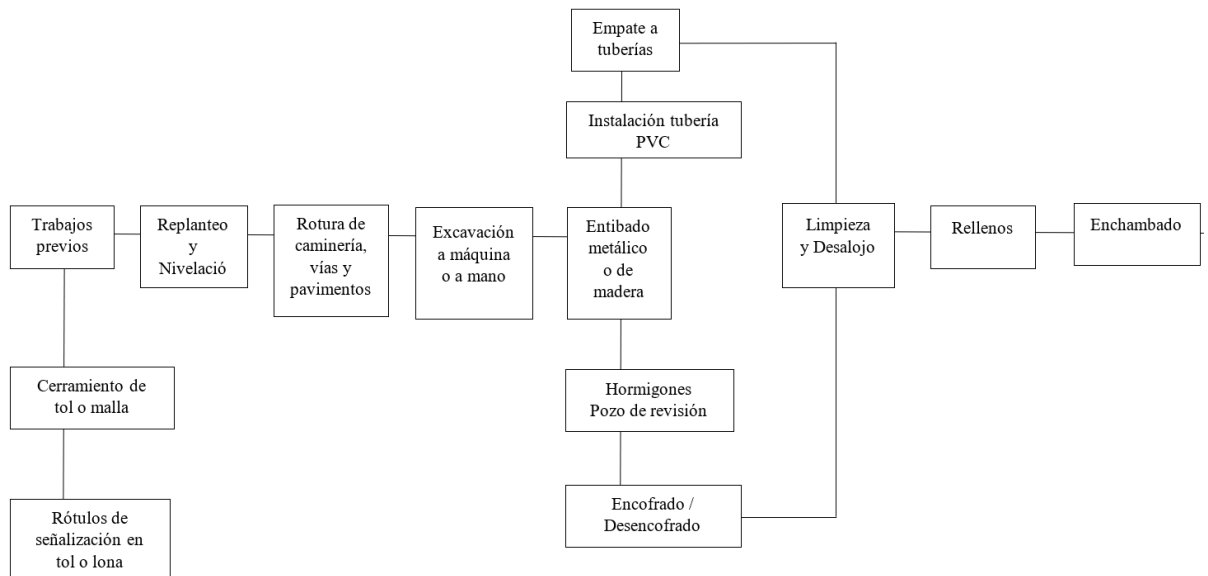 Empate a
tuberías
Instalación tubería
PVC
Trabajos
previos
Replanteo
y
Nivelació
Rotura de
caminería,
vías y
pavimentos
Excavación
a máquina
o a mano
Entibado
metálico
o de
madera
Limpieza
y Desalojo
Rellenos
Enchambado
Cerramiento de
tol o malla
Hormigones
Pozo de revisión
Rótulos de
señalización en
tol o lona
Encofrado /
Desencofrado